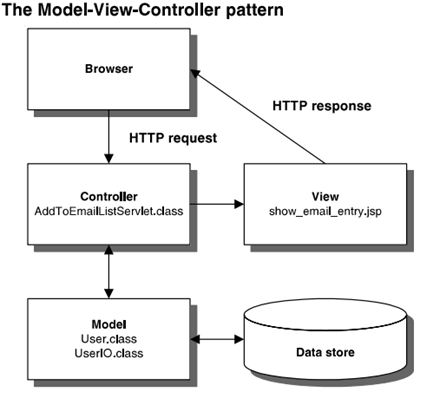 The Model-View-Controller pattern
Browser
HTTP response
HTTP request
Controller
AddToEmailListServlet.class
View
show_email_entry.jsp
Model
User.class
UserIO.class
Data store